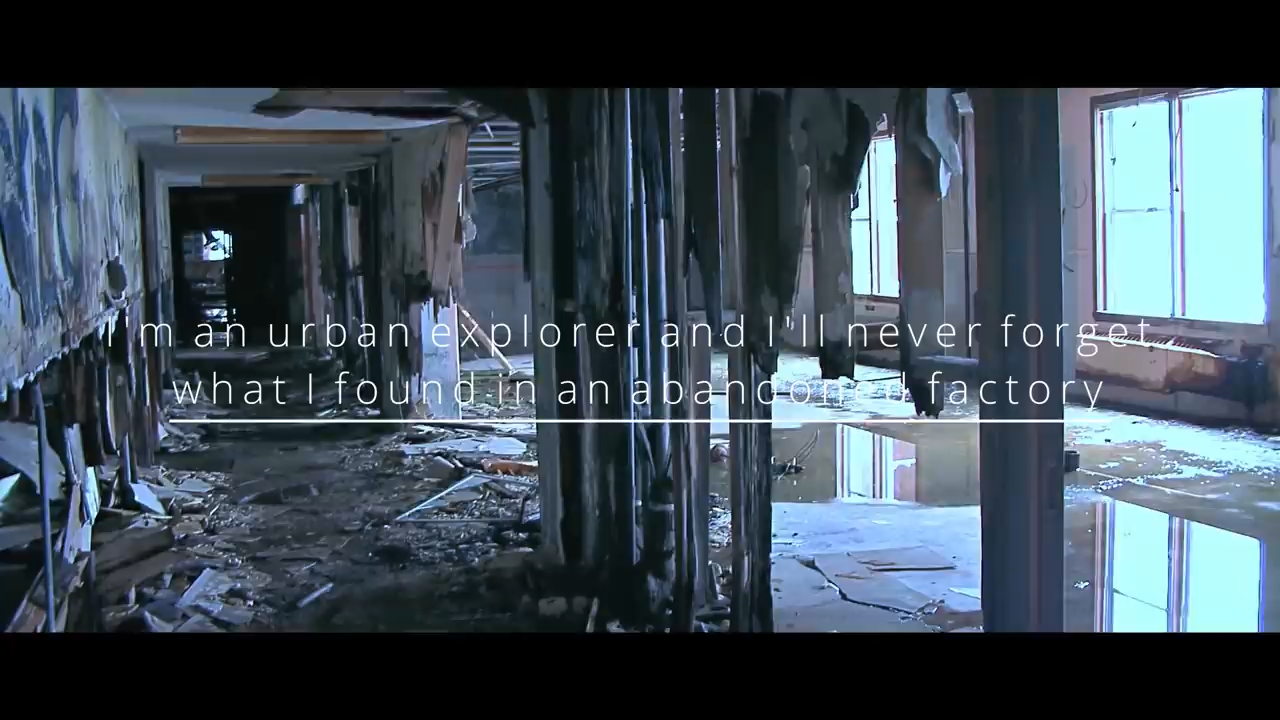 I'm an urban explorer and I'll never forget
what I found in an abandoned factory